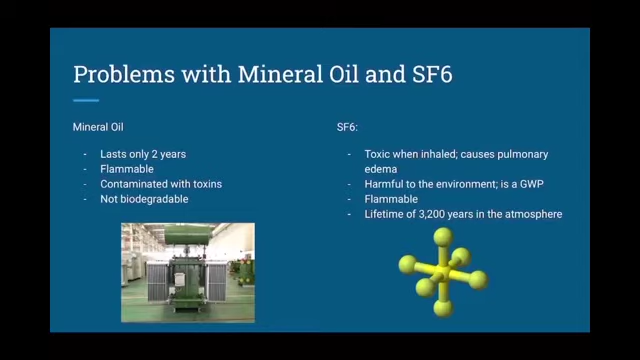 Problems with Mineral Oil and SF6
Mineral Oil
- Lasts only 2 years
- Flammable
- Contaminated with toxins
- Not biodegradable
SF6:
- Toxic when inhaled; causes pulmonary
edema
- Harmful to the environment; is a GWP
- Flammable
- Lifetime of 3,200 years in the atmosphere